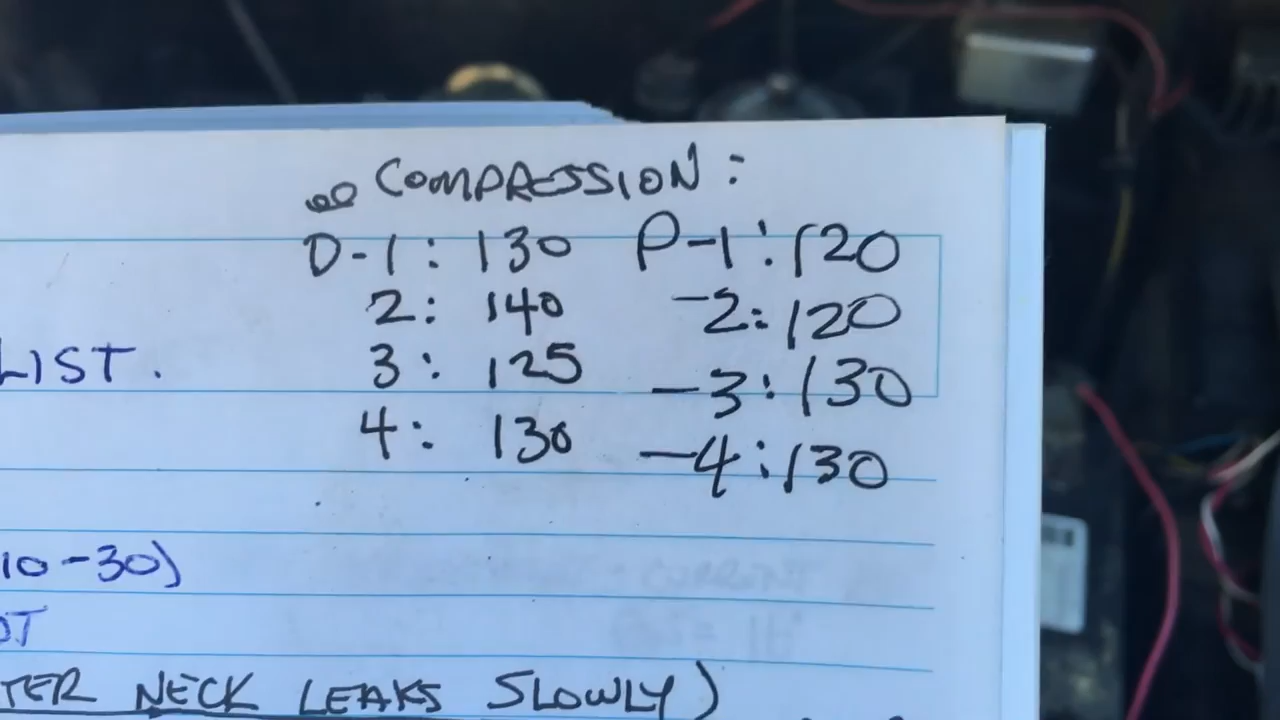 COMPRESSION:
D-1: 130 P-1: 120
2: 140 -2: 120
3: 125 -3: 130
LIST.
4: 130 -4: 130
10-30)
NECK LEAKS SLOWLY)